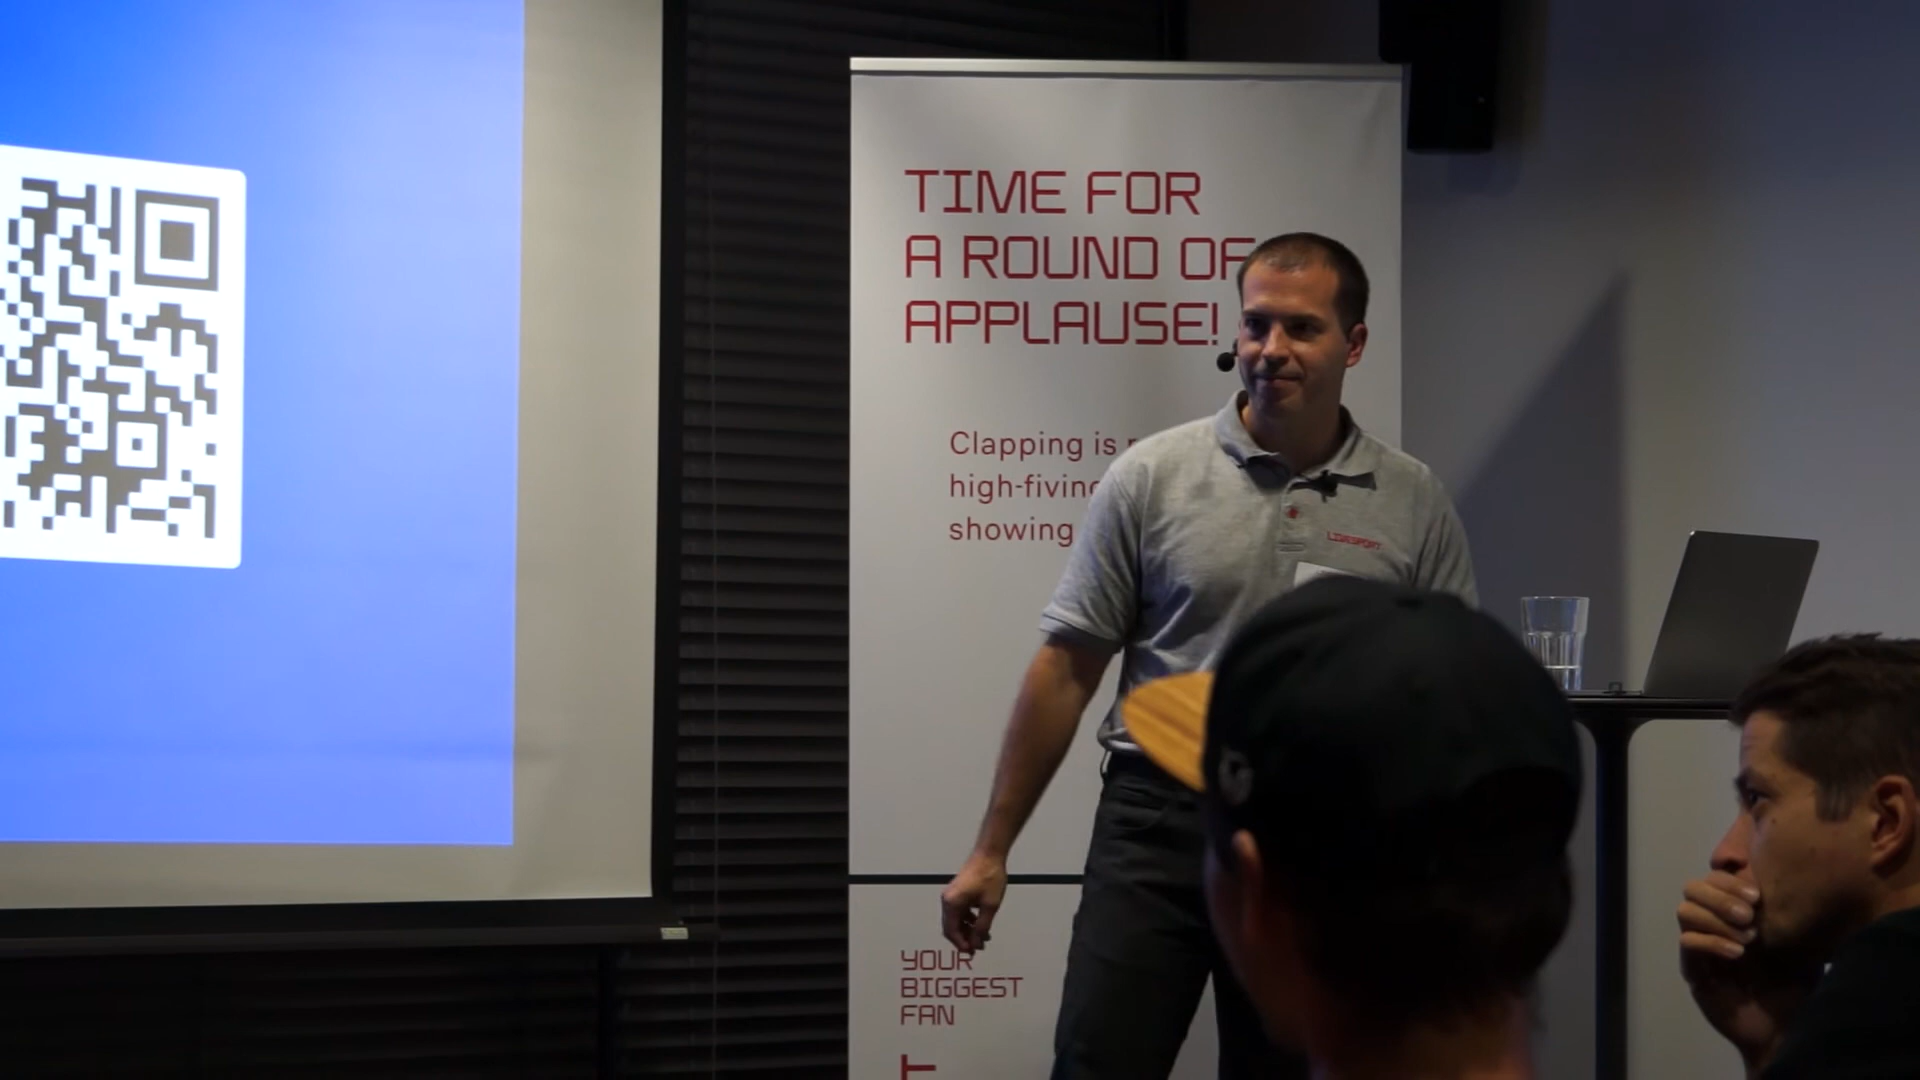 TIME FOR
A ROUND OF
APPLAUSE!
Clapping is
high-fiving
showing
LIVESPORT
YOUR
BIGGEST
FAN